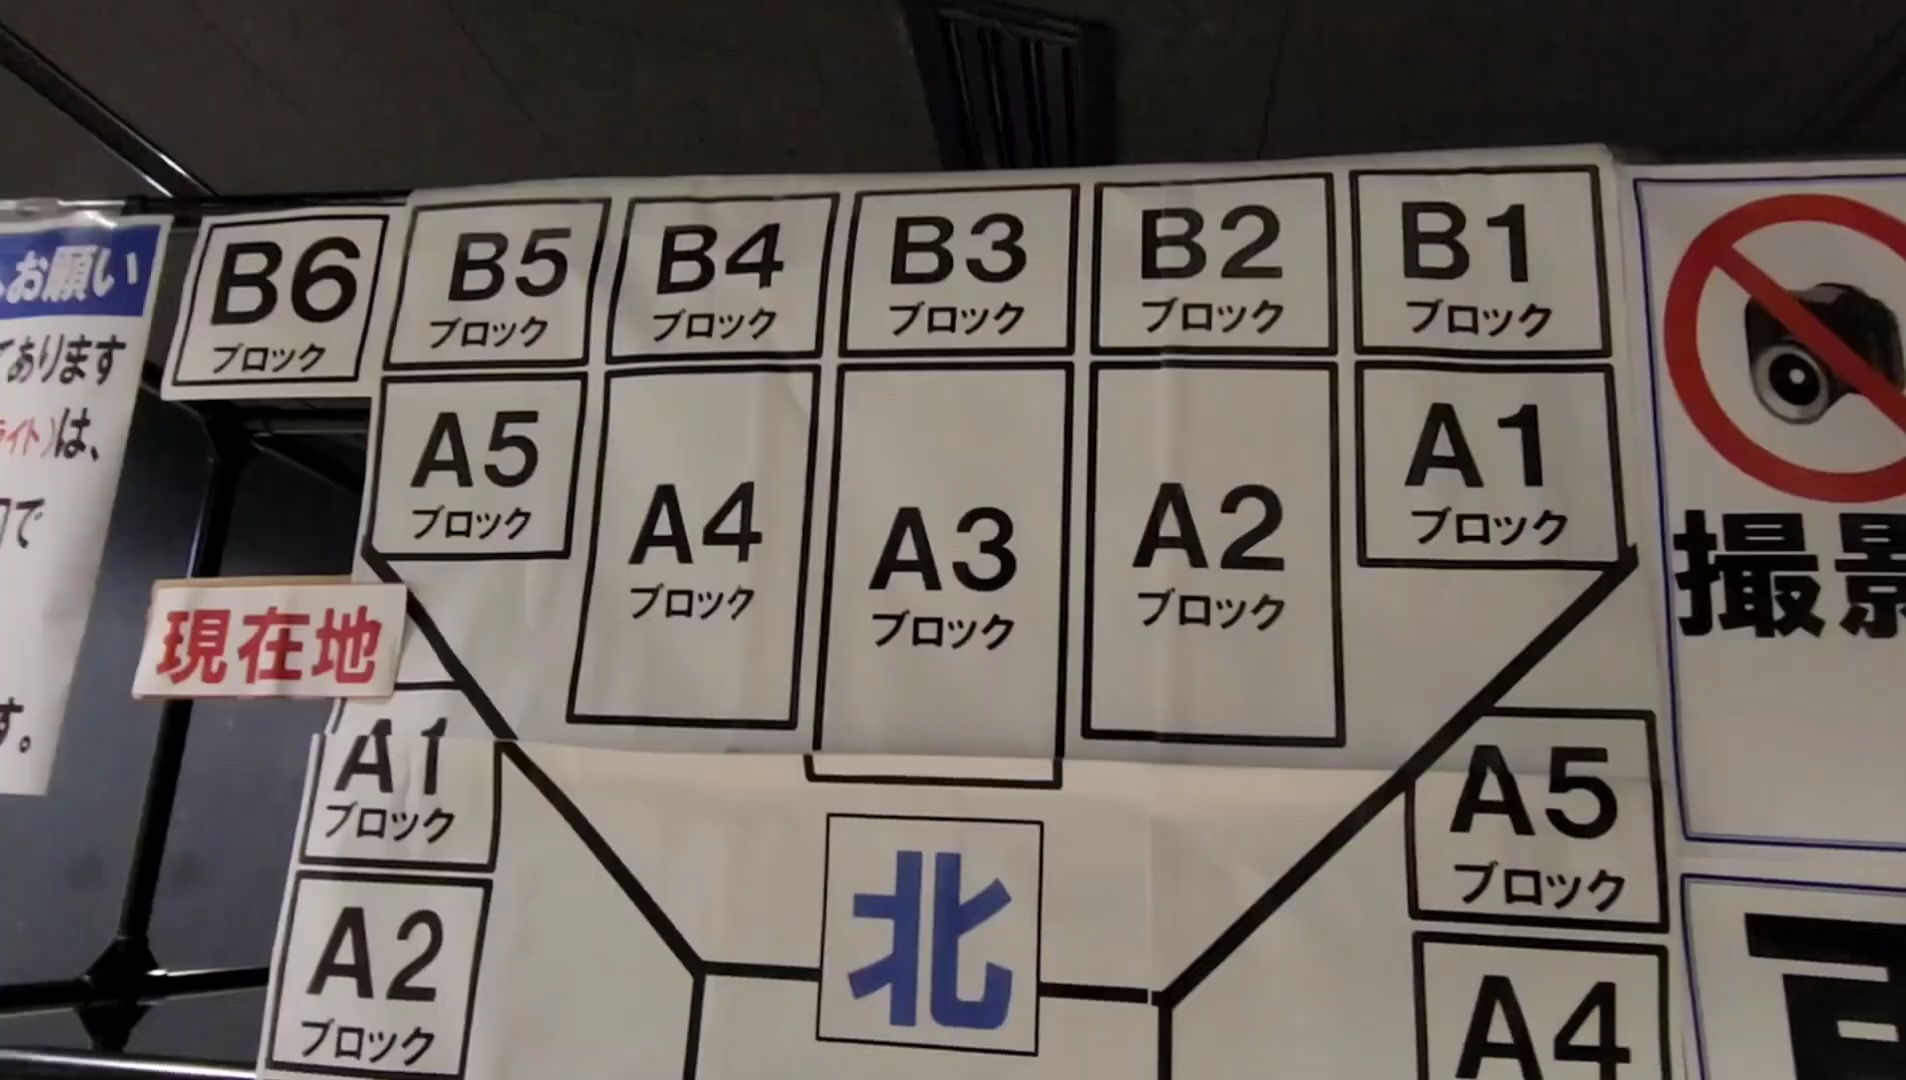 お願い
てあります
ライト)は、
で
す。
B6
ブロック
B5
ブロック
B4
ブロック
B3
ブロック
B2
ブロック
B1
ブロック
A5
ブロック
A4
ブロック
A3
ブロック
A2
ブロック
A1
ブロック
現在地
A1
ブロック
A2
ブロック
北
A5
ブロック
A4
撮影